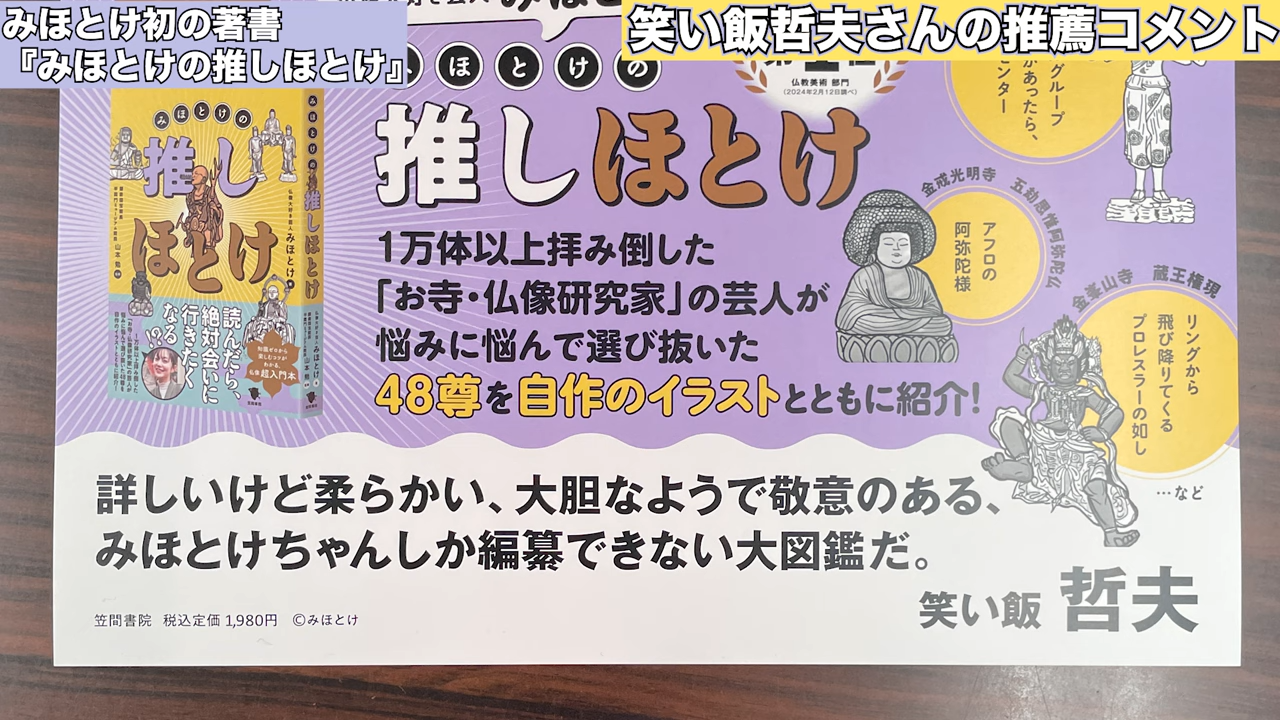 みほとけ初の著書
『みほとけの推しほとけ』
笑い飯哲夫さんの推薦コメント
ほとけの
推しほとけ
仏教美術 部門
(2024年2月12日調べ)
グループ
があったら、
センター
みほとけの
推し
ほとけ
読んだら、
絶対会いに
行きたく
なる!?
超入門本
みほとけの推しほとけ
1万体以上拝み倒した
「お寺・仏像研究家」の芸人が
悩みに悩んで選び抜いた
48尊を自作のイラストとともに紹介!
金戒光明寺 五劫思惟阿弥陀仏
アフロの
阿弥陀様
金峯山寺 蔵王権現
リングから
飛び降りてくる
プロレスラーの如し
…など
詳しいけど柔らかい、大胆なようで敬意のある、
みほとけちゃんしか編纂できない大図鑑だ。
笑い飯 哲夫
笠間書院 税込定価 1,980円 ©みほとけ